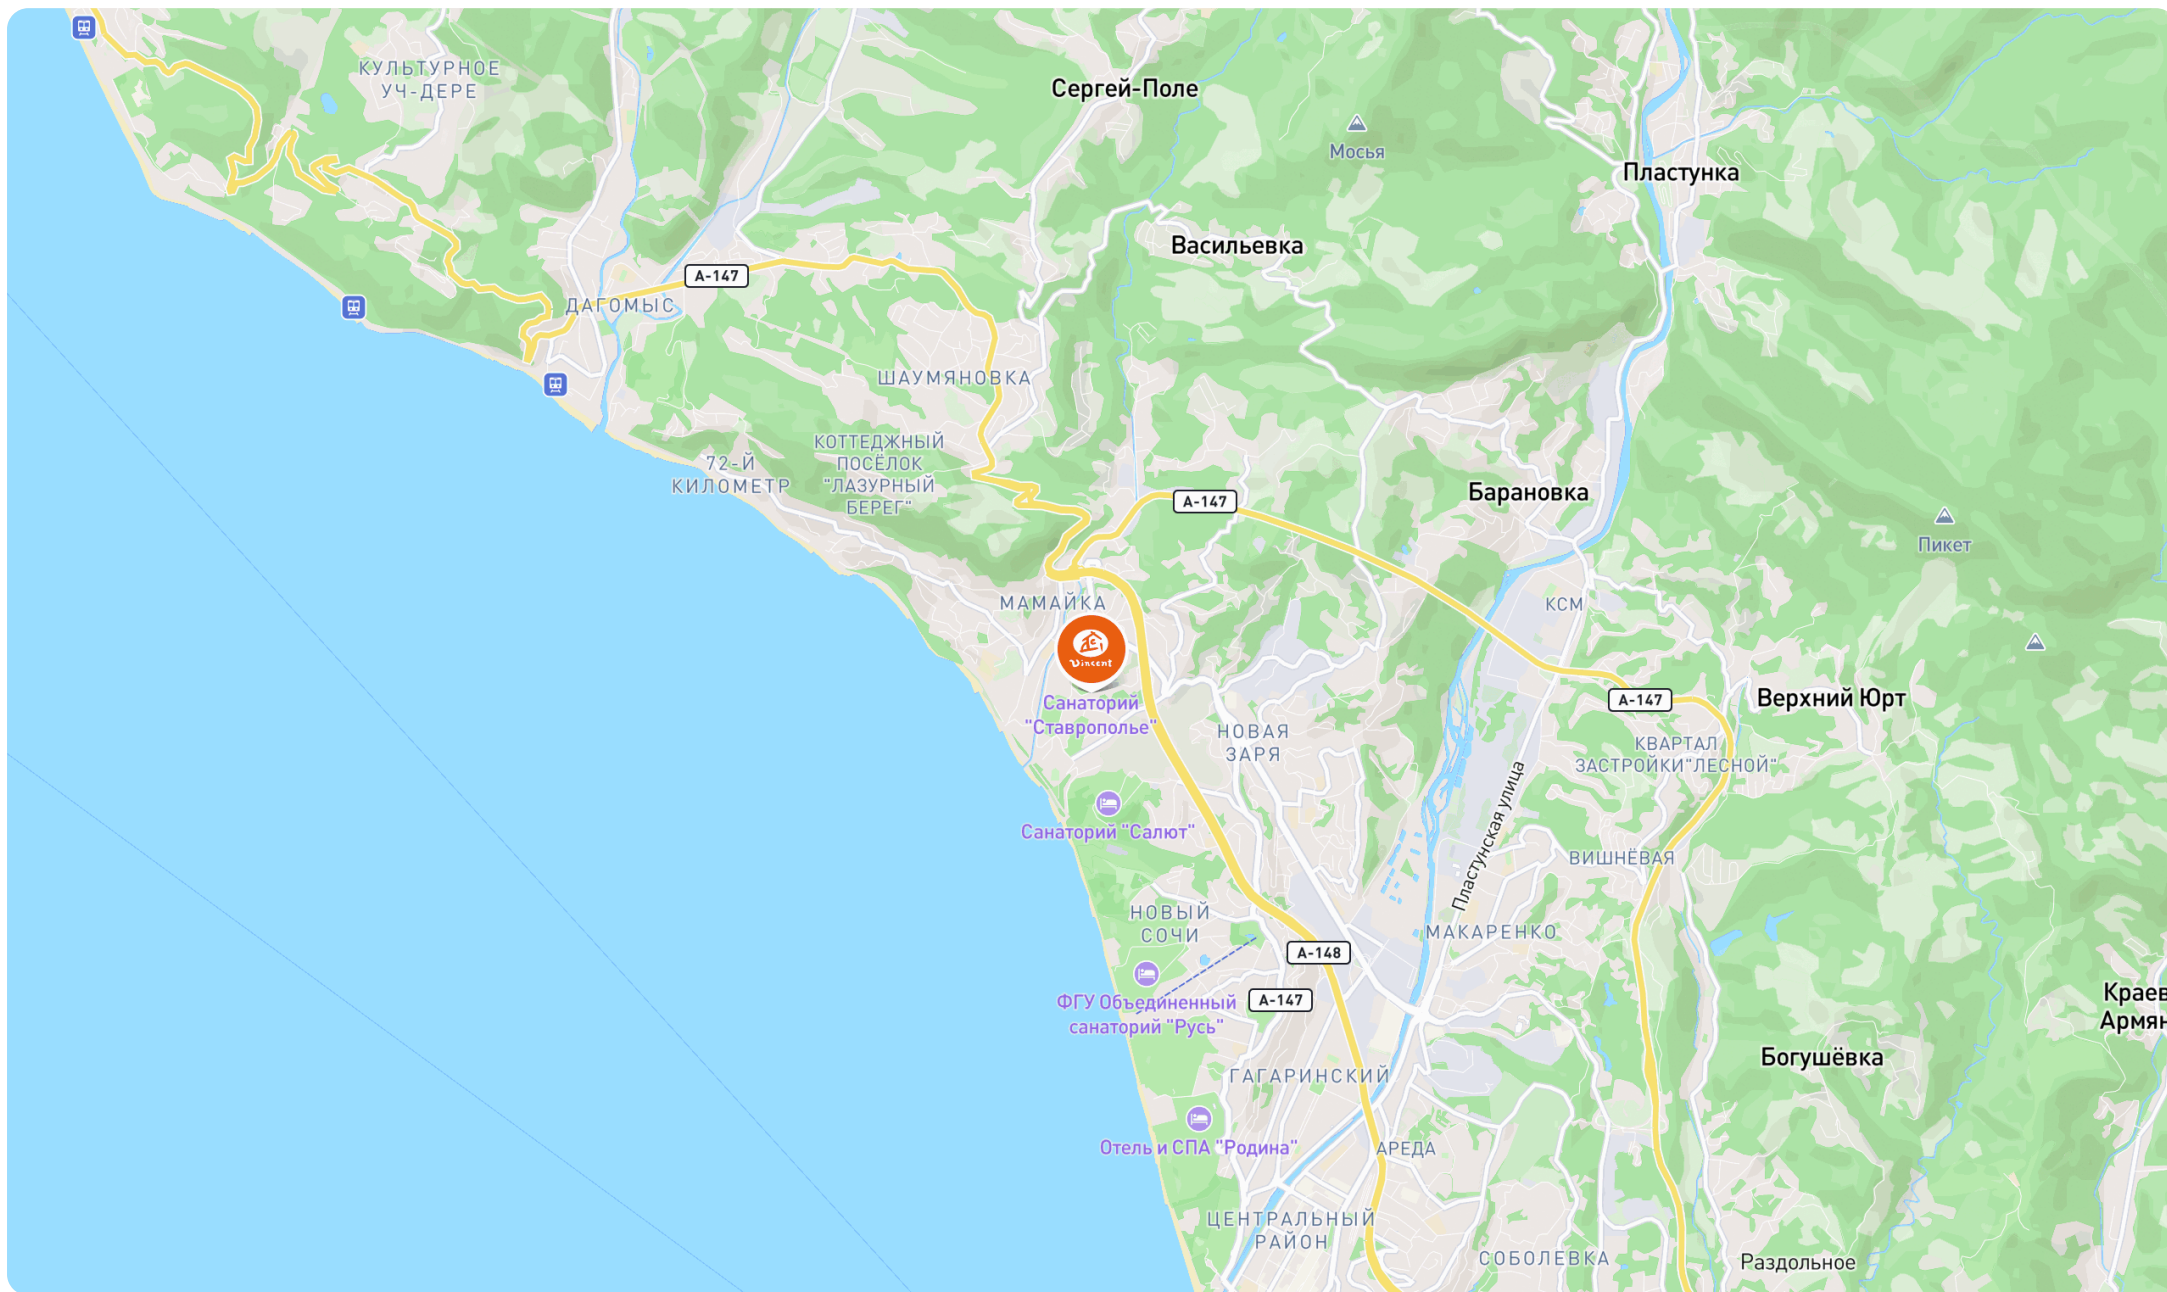 КУЛЬТУРНОЕ
УЧ-ДЕРЕ
Сергей-Поле
Мосья
Пластунка
Васильевка
А-147
ДАГОМЫС
ШАУМЯНОВКА
КОТТЕДЖНЫЙ
ПОСЁЛОК
"ЛАЗУРНЫЙ
БЕРЕГ"
72-Й
КИЛОМЕТР
А-147
Барановка
Пикет
МАМАЙКА
КСМ
Vincent
Санаторий
"Ставрополье"
А-147
Верхний Юрт
НОВАЯ
ЗАРЯ
КВАРТАЛ
ЗАСТРОЙКИ"ЛЕСНОЙ"
Пластунская улица
Санаторий "Салют"
ВИШНЁВАЯ
НОВЫЙ
СОЧИ
МАКАРЕНКО
А-148
ФГУ Объединенный
санаторий "Русь"
А-147
Краев
Армян
Богушёвка
ГАГАРИНСКИЙ
Отель и СПА "Родина"
АРЕДА
ЦЕНТРАЛЬНЫЙ
РАЙОН
СОБОЛЕВКА
Раздольное